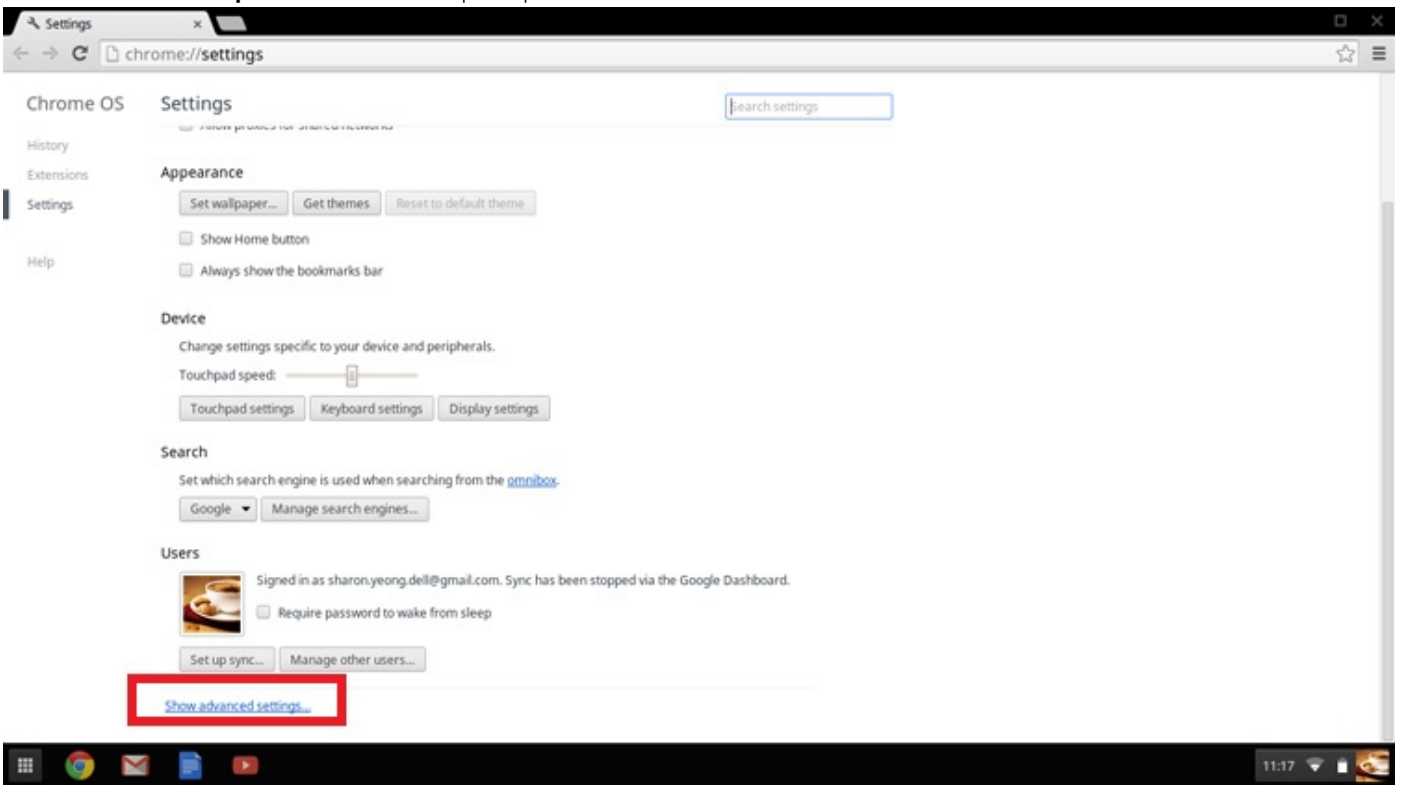 Settings
chrome://settings
Chrome OS
Settings
Search settings
Allow proxies for shared networks
History
Extensions
Settings
Help
Appearance
Set wallpaper...
Get themes
Reset to default theme
Show Home button
Always show the bookmarks bar
Device
Change settings specific to your device and peripherals.
Touchpad speed:
Touchpad settings
Keyboard settings
Display settings
Search
Set which search engine is used when searching from the omnibox.
Google
Manage search engines...
Users
Signed in as sharon.yeong.dell@gmail.com. Sync has been stopped via the Google Dashboard.
Require password to wake from sleep
Set up sync...
Manage other users...
Show advanced settings...
11:17